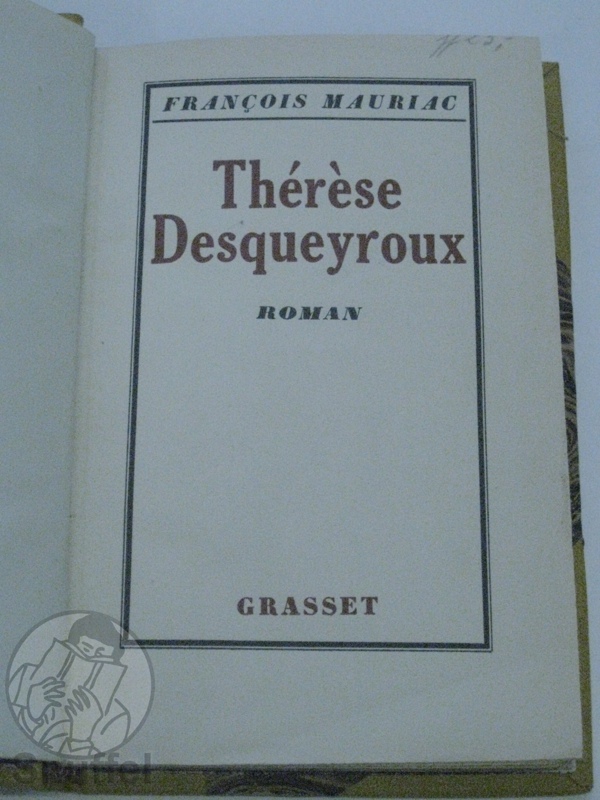 FRANÇOIS MAURIAC
Thérèse
Desqueyroux
ROMAN
GRASSET